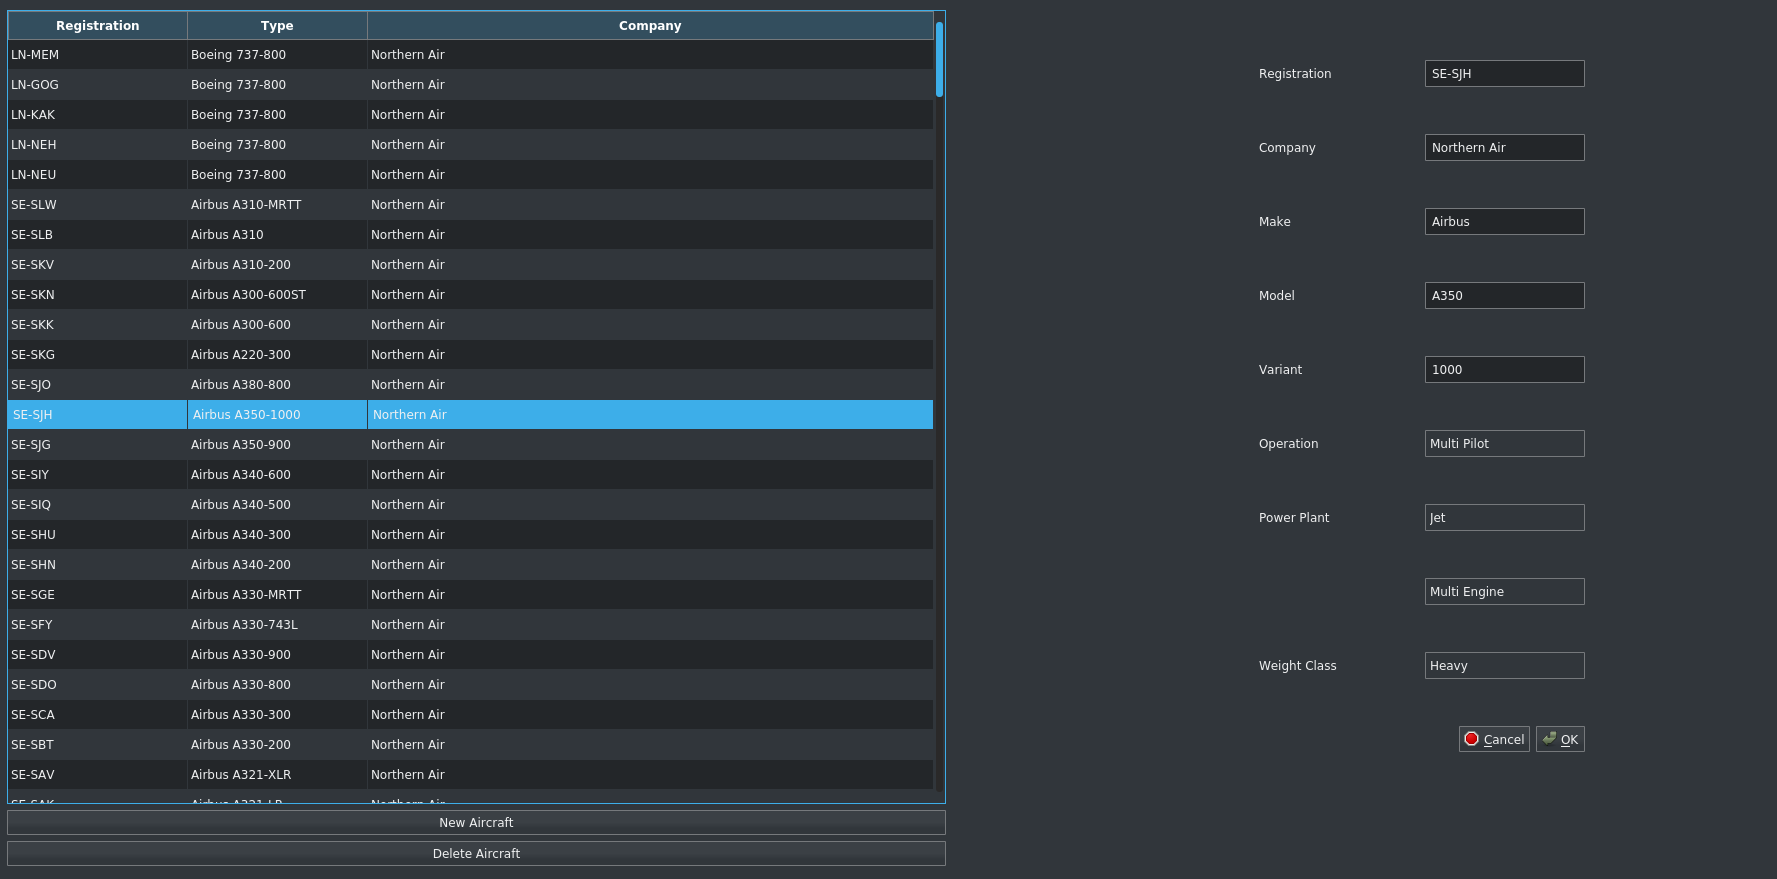 Registration Type Company
LN-MEM Boeing 737-800 Northern Air
LN-GOG Boeing 737-800 Northern Air
LN-KAK Boeing 737-800 Northern Air
LN-NEH Boeing 737-800 Northern Air
LN-NEU Boeing 737-800 Northern Air
SE-SLW Airbus A310-MRTT Northern Air
SE-SLB Airbus A310 Northern Air
SE-SKV Airbus A310-200 Northern Air
SE-SKN Airbus A300-600ST Northern Air
SE-SKK Airbus A300-600 Northern Air
SE-SKG Airbus A220-300 Northern Air
SE-SJO Airbus A380-800 Northern Air
SE-SJH Airbus A350-1000 Northern Air
SE-SJG Airbus A350-900 Northern Air
SE-SIY Airbus A340-600 Northern Air
SE-SIQ Airbus A340-500 Northern Air
SE-SHU Airbus A340-300 Northern Air
SE-SHN Airbus A340-200 Northern Air
SE-SGE Airbus A330-MRTT Northern Air
SE-SFY Airbus A330-743L Northern Air
SE-SDV Airbus A330-900 Northern Air
SE-SDO Airbus A330-800 Northern Air
SE-SCA Airbus A330-300 Northern Air
SE-SBT Airbus A330-200 Northern Air
SE-SAV Airbus A321-XLR Northern Air
SE-SAK Airbus A321-LR Northern Air
New Aircraft
Delete Aircraft
Registration SE-SJH
Company Northern Air
Make Airbus
Model A350
Variant 1000
Operation Multi Pilot
Power Plant Jet
Multi Engine
Weight Class Heavy
Cancel OK